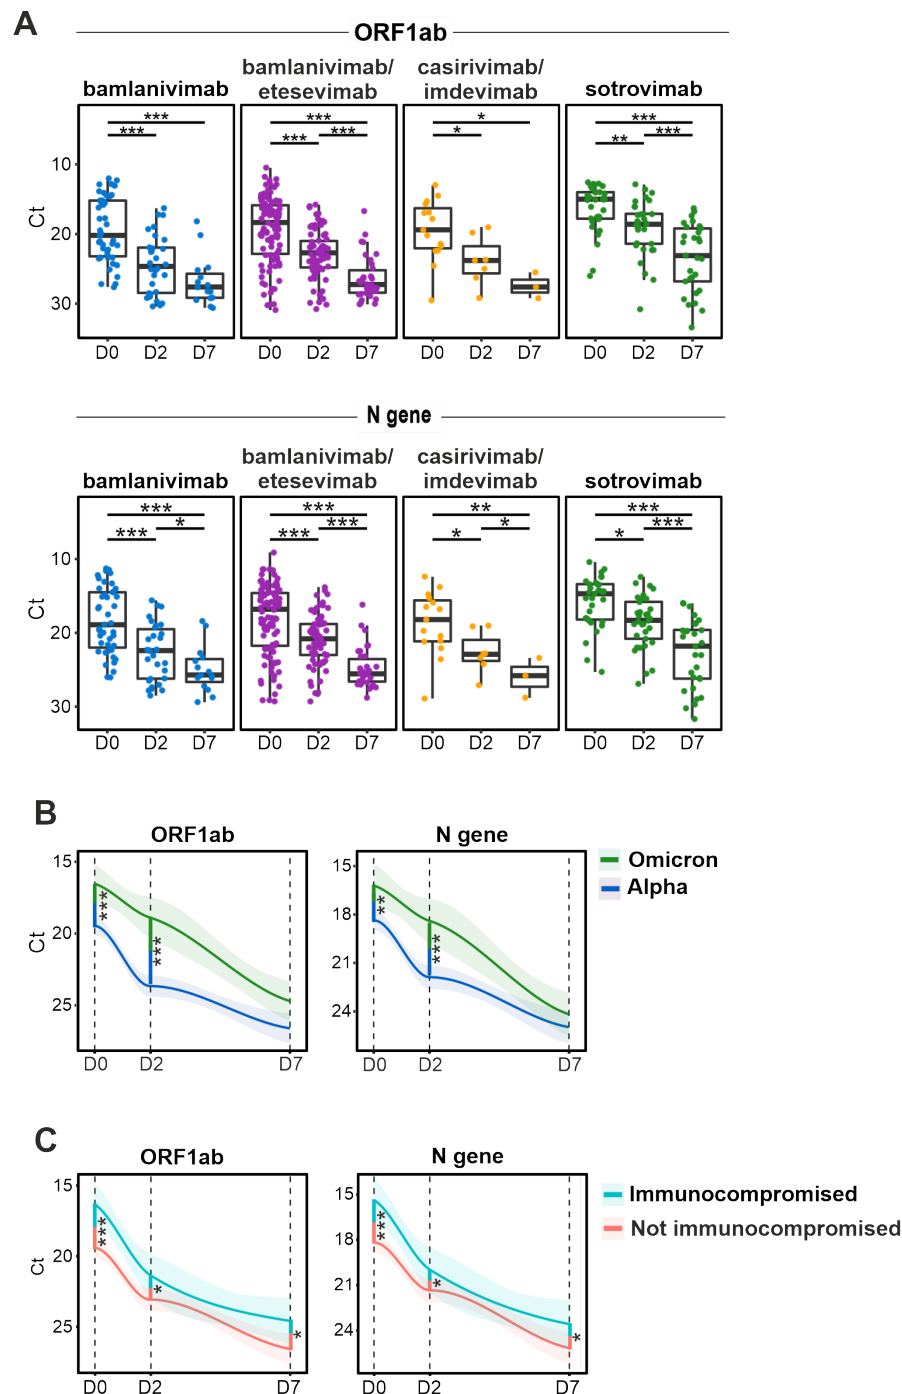 A
ORF1ab
bamlanivimab
bamlanivimab/
etesevimab
casirivimab/
imdevimab
sotrovimab
*** *** * ***
*** *** *** * ** ***
Ct
10
20
30
D0 D2 D7 D0 D2 D7 D0 D2 D7 D0 D2 D7
N gene
bamlanivimab
bamlanivimab/
etesevimab
casirivimab/
imdevimab
sotrovimab
*** *** ** ***
*** * *** *** * * * ***
Ct
10
20
30
D0 D2 D7 D0 D2 D7 D0 D2 D7 D0 D2 D7
B
ORF1ab
Ct
15
20
25
***
***
D0 D2 D7
N gene
15
18
21
24
**
***
D0 D2 D7
Omicron
Alpha
C
ORF1ab
Ct
15
20
25
***
*
*
D0 D2 D7
N gene
15
18
21
24
***
*
*
D0 D2 D7
Immunocompromised
Not immunocompromised